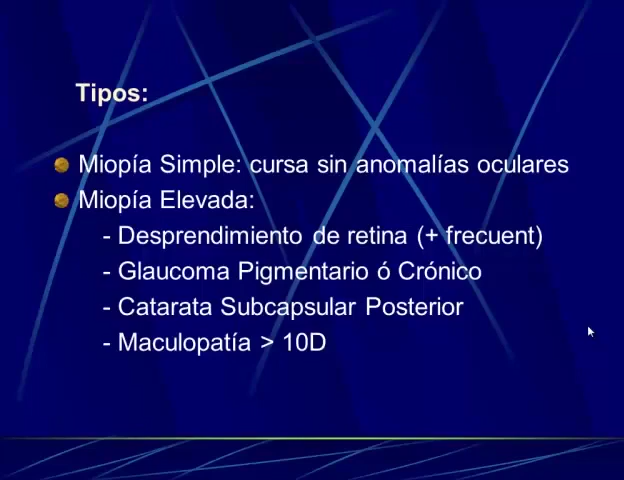 Tipos:
Miopía Simple: cursa sin anomalías oculares
Miopía Elevada:
- Desprendimiento de retina (+ frecuent)
- Glaucoma Pigmentario ó Crónico
- Catarata Subcapsular Posterior
- Maculopatía > 10D